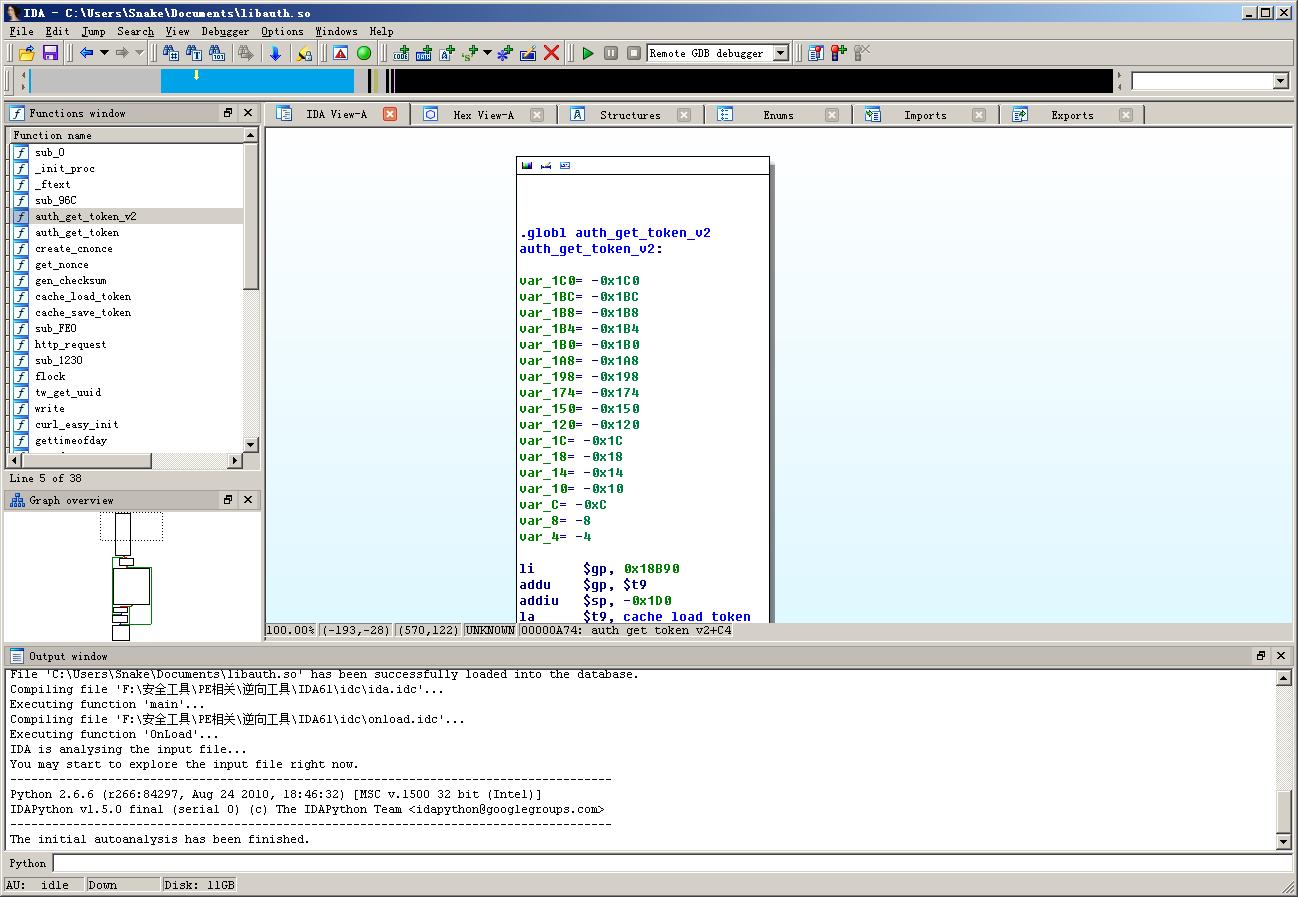 IDA - C:\Users\Snake\Documents\libauth.so
File Edit Jump Search View Debugger Options Windows Help
Remote GDB debugger
Functions window
IDA View-A
Hex View-A
Structures
Enums
Imports
Exports
Function name
sub_0
_init_proc
_ftext
sub_96C
auth_get_token_v2
auth_get_token
create_cnonce
get_nonce
gen_checksum
cache_load_token
cache_save_token
sub_FE0
http_request
sub_1230
flock
tw_get_uuid
write
curl_easy_init
gettimeofday
Line 5 of 38
Graph overview
.globl auth_get_token_v2
auth_get_token_v2:
var_1C0= -0x1C0
var_1BC= -0x1BC
var_1B8= -0x1B8
var_1B4= -0x1B4
var_1B0= -0x1B0
var_1A8= -0x1A8
var_198= -0x198
var_174= -0x174
var_150= -0x150
var_120= -0x120
var_1C= -0x1C
var_18= -0x18
var_14= -0x14
var_10= -0x10
var_C= -0xC
var_8= -8
var_4= -4
li $gp, 0x18B90
addu $gp, $t9
addiu $sp, -0x1D0
la $t9, cache_load_token
100.00% (-193,-28) (570,122) UNKNOWN 00000A74: auth_get_token_v2+C4
Output window
File 'C:\Users\Snake\Documents\libauth.so' has been successfully loaded into the database.
Compiling file 'F:\安全工具\PE相关\逆向工具\IDA61\idc\ida.idc'...
Executing function 'main'...
Compiling file 'F:\安全工具\PE相关\逆向工具\IDA61\idc\onload.idc'...
Executing function 'OnLoad'...
IDA is analysing the input file...
You may start to explore the input file right now.
-------------------------------------------------------------------------------------
Python 2.6.6 (r266:84297, Aug 24 2010, 18:46:32) [MSC v.1500 32 bit (Intel)]
IDAPython v1.5.0 final (serial 0) (c) The IDAPython Team <idapython@googlegroups.com>
-------------------------------------------------------------------------------------
The initial autoanalysis has been finished.
Python
AU: idle Down Disk: 11GB